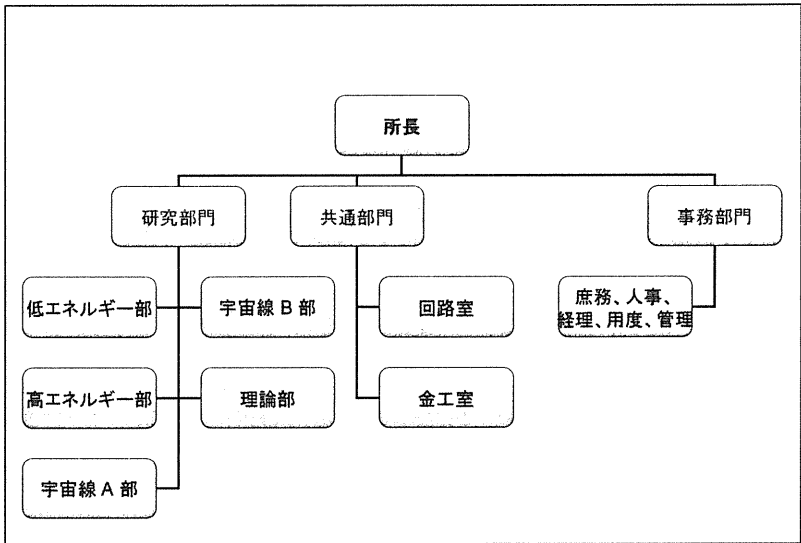 所長
研究部門
共通部門
事務部門
低エネルギー部
宇宙線 B 部
回路室
庶務、人事、
経理、用度、管理
高エネルギー部
理論部
金工室
宇宙線 A 部